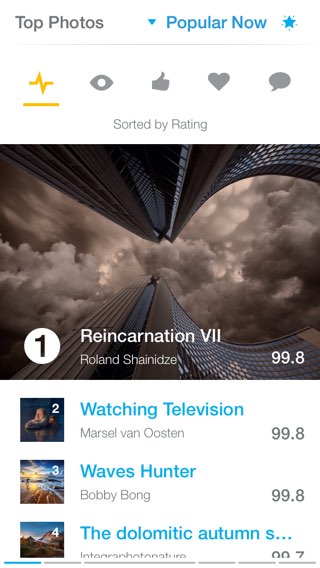 Top Photos
Popular Now
Sorted by Rating
1
Reincarnation VII
Roland Shainidze
99.8
2
Watching Television
Marsel van Oosten
99.8
3
Waves Hunter
Bobby Bong
99.8
4
The dolomitic autumn s…
Integraphotonature
99.7